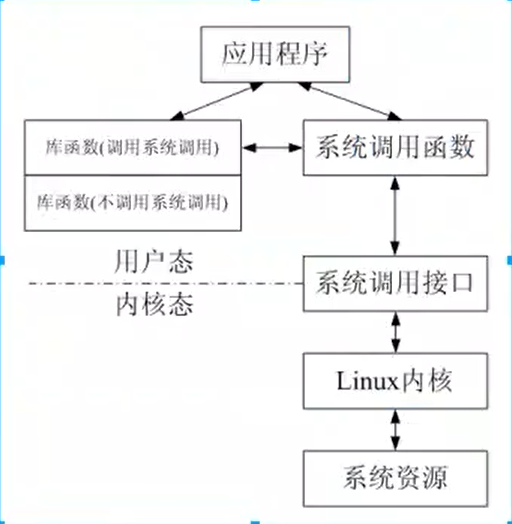 应用程序
库函数(调用系统调用)
系统调用函数
库函数(不调用系统调用)
用户态
内核态
系统调用接口
Linux内核
系统资源